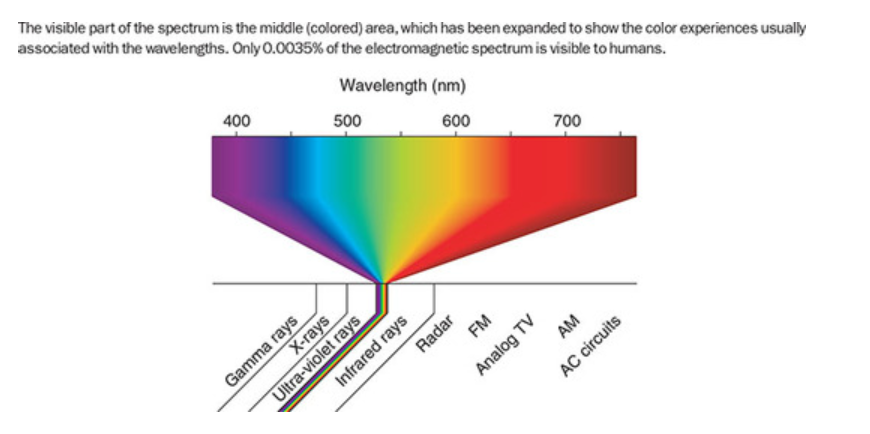 The visible part of the spectrum is the middle (colored) area, which has been expanded to show the color experiences usually
associated with the wavelengths. Only 0.0035% of the electromagnetic spectrum is visible to humans.
Wavelength (nm)
400 500 600 700
Gamma rays
X-rays
Ultra-violet rays
Infrared rays
Radar
FM
Analog TV
AM
AC circuits